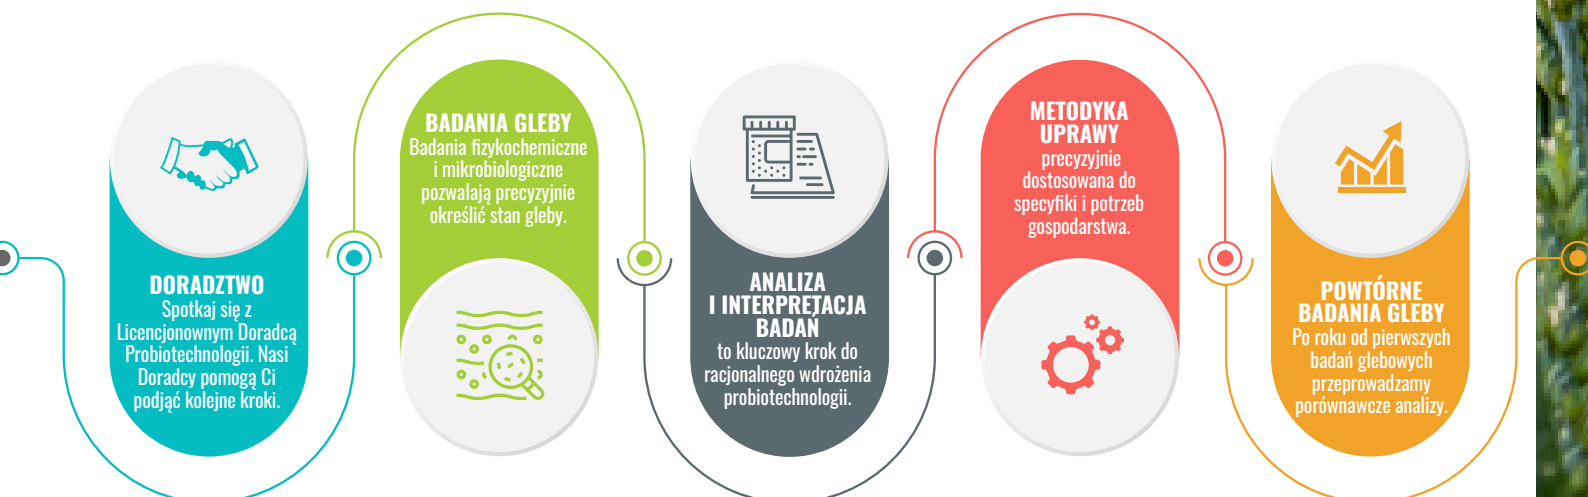 DORADZTWO
Spotkaj się z
Licencjonownym Doradcą
Probiotechnologii. Nasi
Doradcy pomogą Ci
podjąć kolejne kroki.
BADANIA GLEBY
Badania fizykochemiczne
i mikrobiologiczne
pozwalają precyzyjnie
określić stan gleby.
ANALIZA
I INTERPRETACJA
BADAŃ
to kluczowy krok do
racjonalnego wdrożenia
probiotechnologii.
METODYKA
UPRAWY
precyzyjnie
dostosowana do
specyfiki i potrzeb
gospodarstwa.
POWTÓRNE
BADANIA GLEBY
Po roku od pierwszych
badań glebowych
przeprowadzamy
porównawcze analizy.